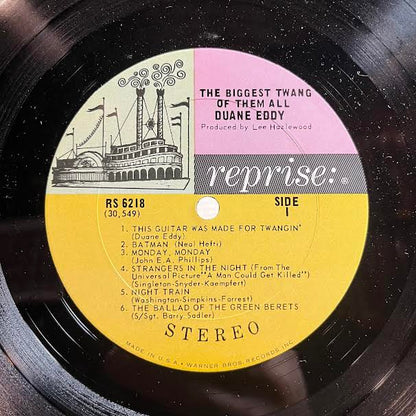 THE BIGGEST TWANG
OF THEM ALL
DUANE EDDY
Produced by Lee Hazlewood
reprise:®
RS 6218
(30,549)
SIDE
1
1. THIS GUITAR WAS MADE FOR TWANGIN'
(Duane Eddy)
2. BATMAN (Neal Hefti)
3. MONDAY, MONDAY
(John E.A. Phillips)
4. STRANGERS IN THE NIGHT (From The
Universal Picture "A Man Could Get Killed")
(Singleton-Snyder-Kaempfert)
5. NIGHT TRAIN
(Washington-Simpkins-Forrest)
6. THE BALLAD OF THE GREEN BERETS
(S/Sgt. Barry Sadler)
STEREO
MADE IN U.S.A. • WARNER BROS. RECORDS INC.